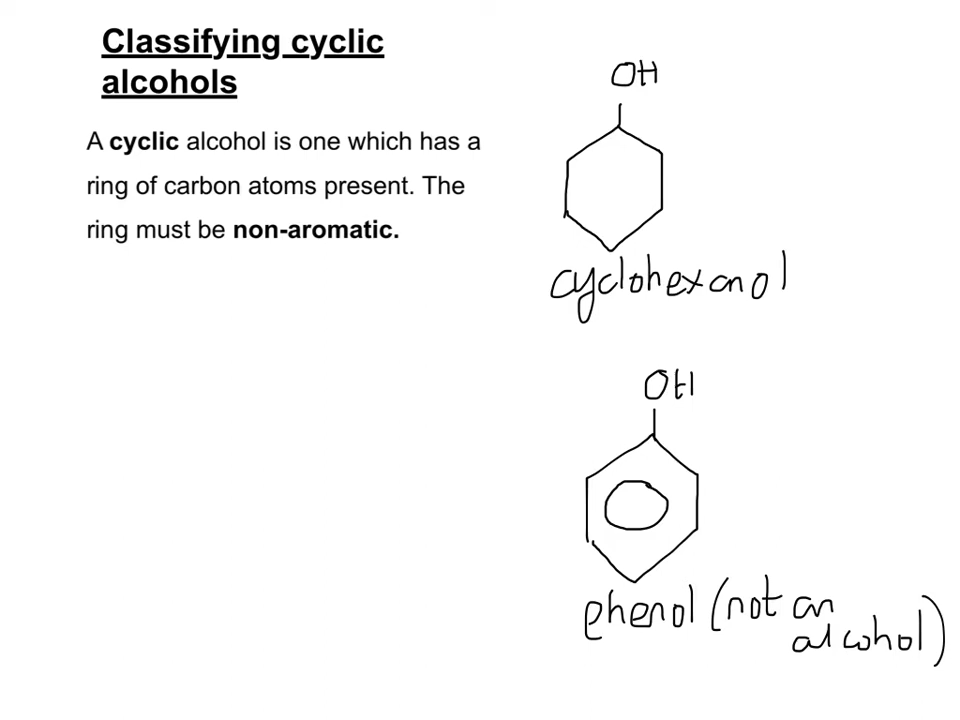 Classifying cyclic
alcohols
A cyclic alcohol is one which has a
ring of carbon atoms present. The
ring must be non-aromatic.
OH
cyclohexanol
OH
phenol (not an
alcohol)